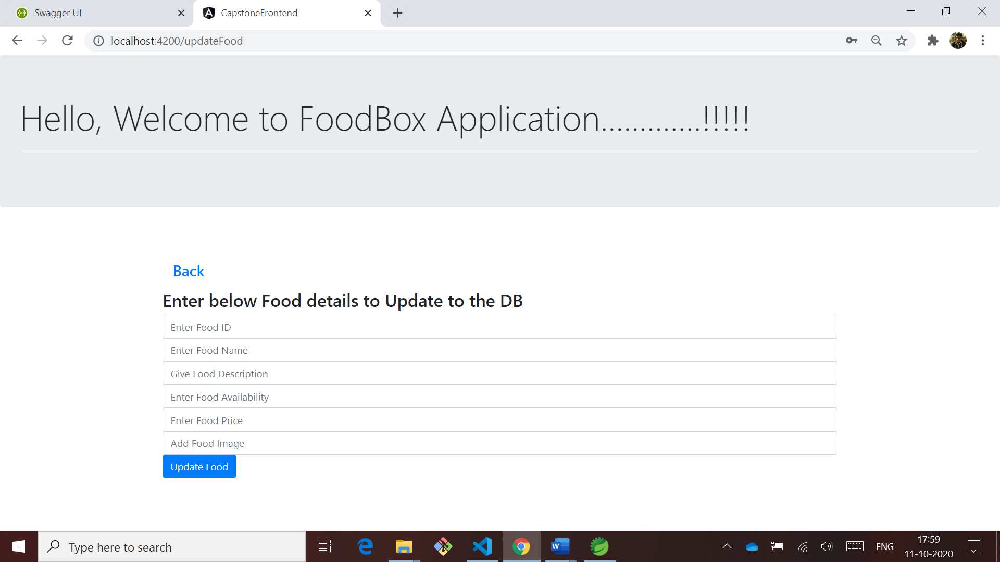 Swagger UI
CapstoneFrontend
localhost:4200/updateFood
Hello, Welcome to FoodBox Application.............!!!!!
Back
Enter below Food details to Update to the DB
Enter Food ID
Enter Food Name
Give Food Description
Enter Food Availability
Enter Food Price
Add Food Image
Update Food
Type here to search
ENG
17:59
11-10-2020